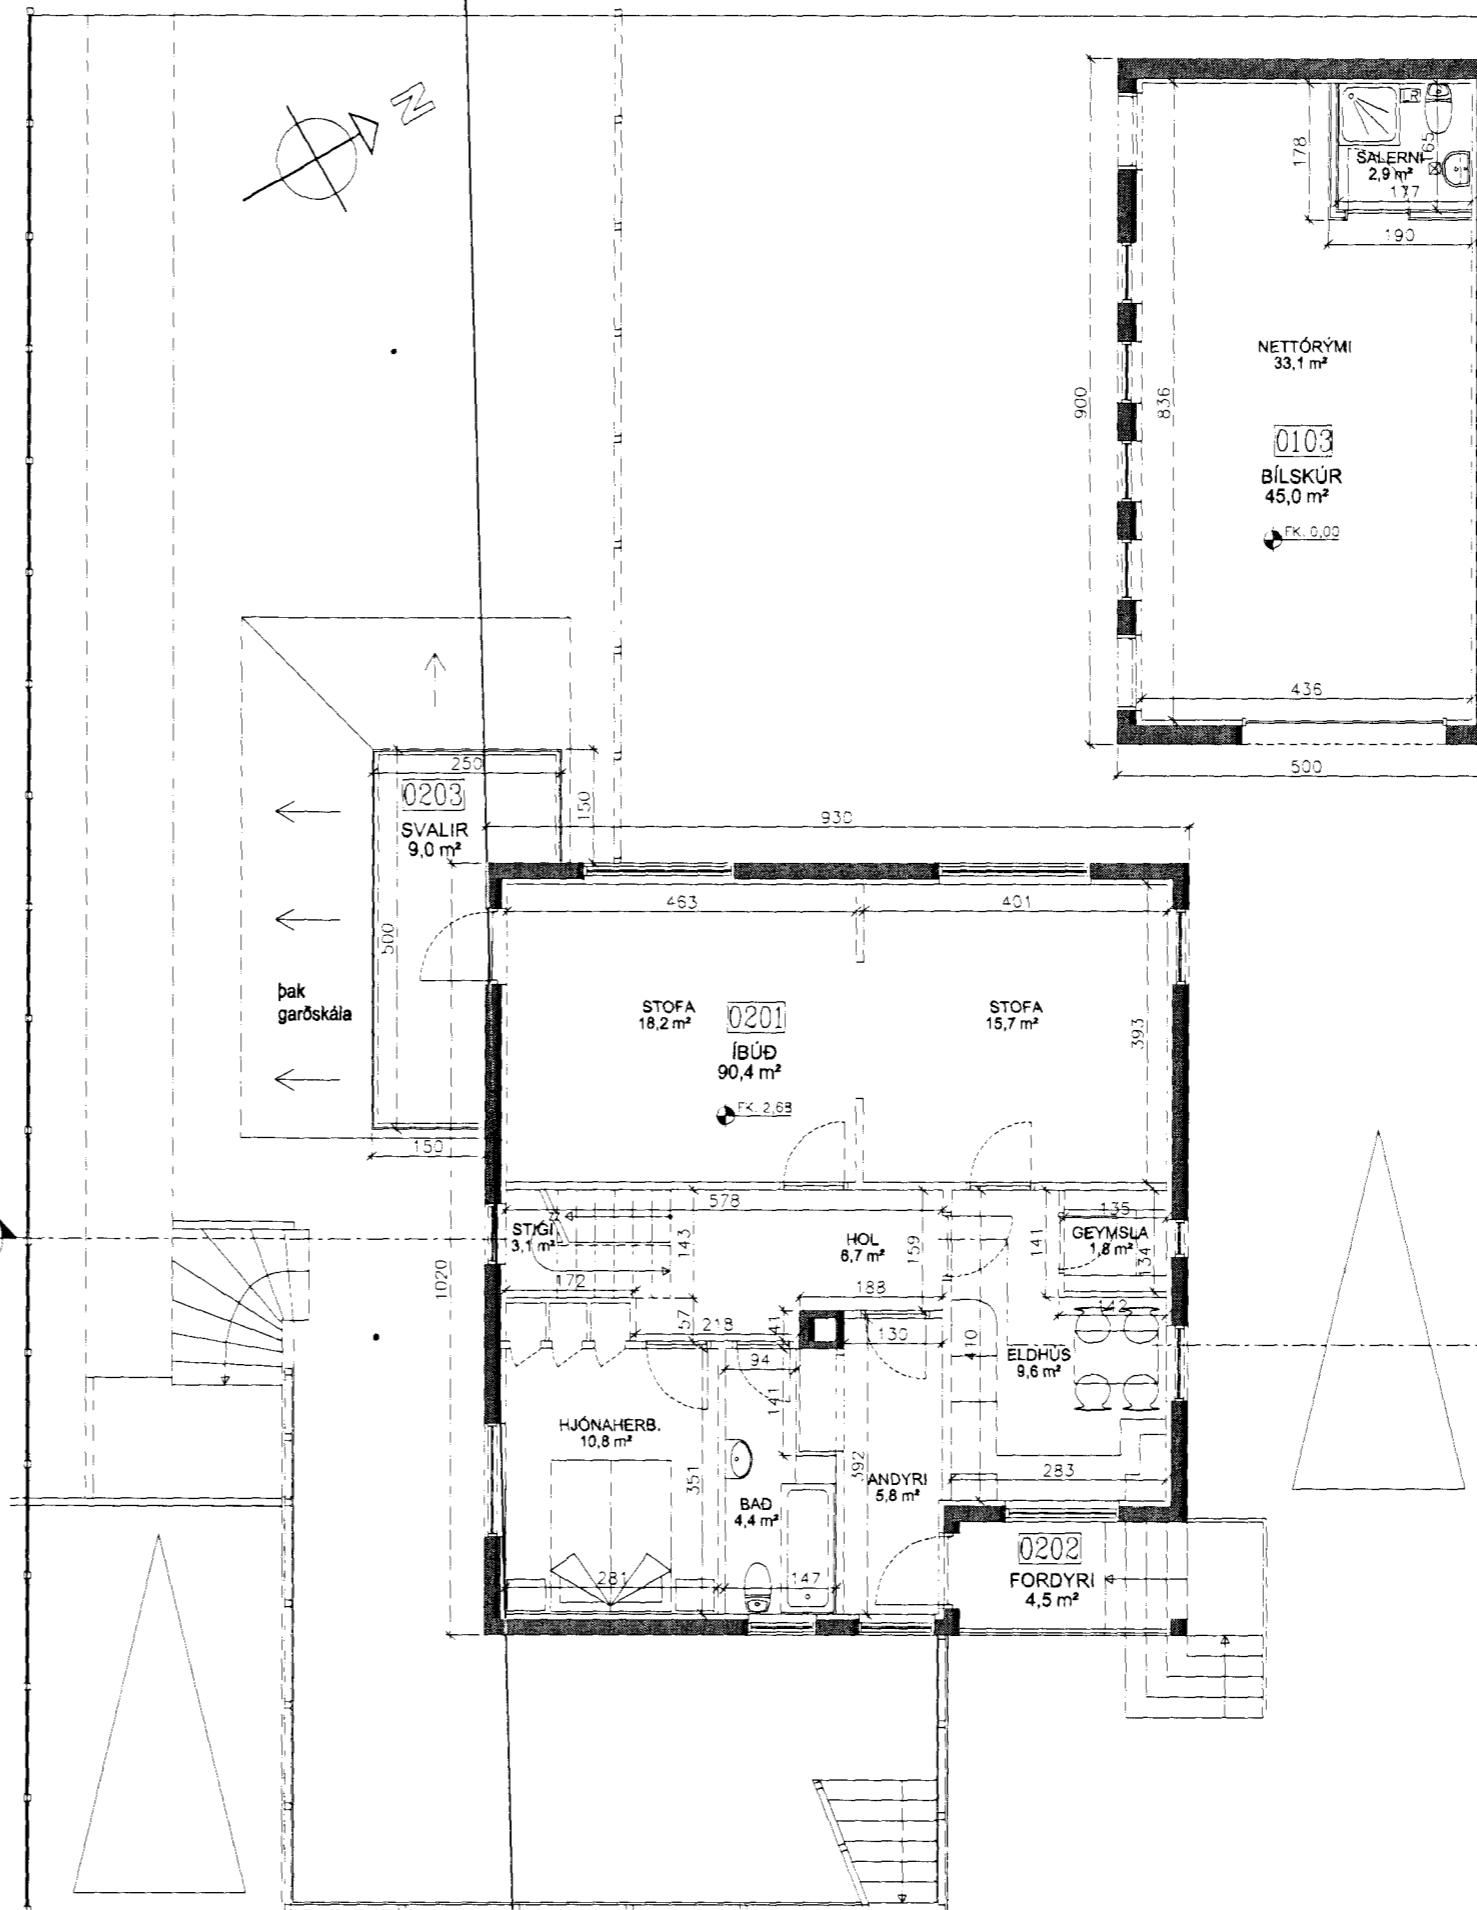 N
178
165
SALERNI
2,9 m²
177
190
NETTÓRÝMI
33,1 m²
900
836
0103
BÍLSKÚR
45,0 m²
FK. 0,00
436
500
250
0203
SVALIR
9,0 m²
150
930
463
401
500
þak
garðskála
STOFA
18,2 m²
0201
ÍBÚÐ
90,4 m²
FK. 2,68
STOFA
15,7 m²
393
150
578
135
STIGI
3,1 m²
143
HOL
6,7 m²
159
141
GEYMSLA
1,8 m²
134
1020
172
188
57
218
41
130
142
94
410
ELDHÚS
9,6 m²
141
HJÓNAHERB.
10,8 m²
351
392
ANDYRI
5,8 m²
283
BAÐ
4,4 m²
0202
FORDYRI
4,5 m²
281
147